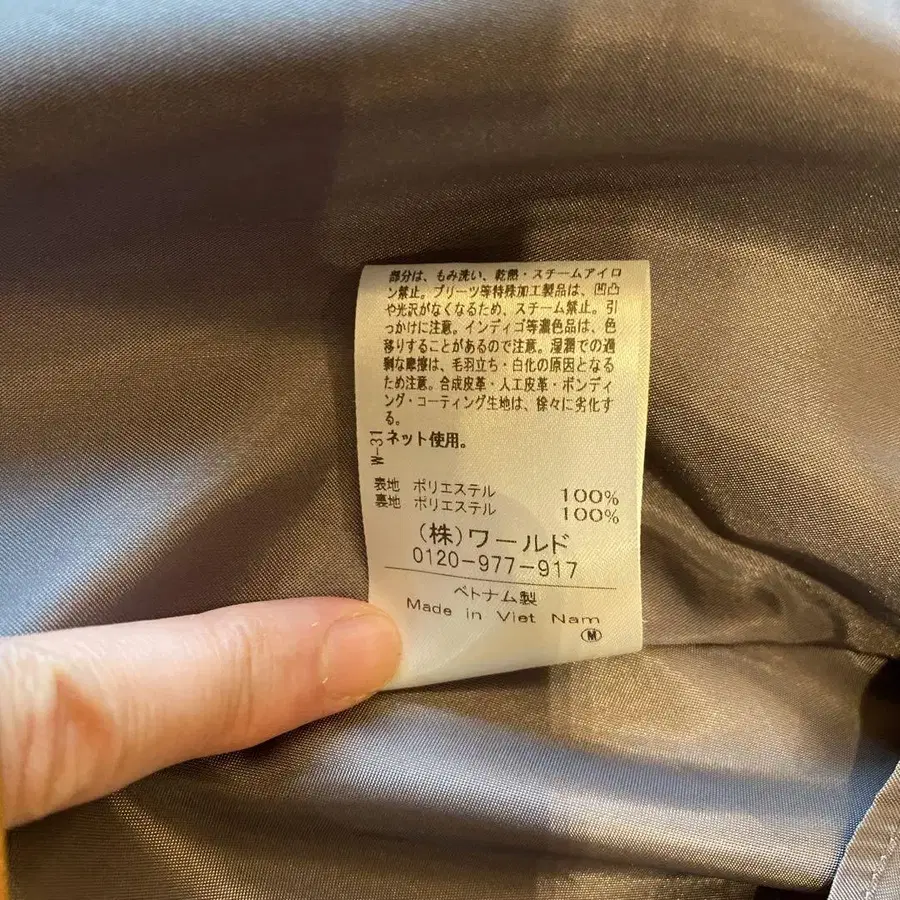 部分は、もみ洗い、乾熱・スチームアイロ
ン禁止。プリーツ等特殊加工製品は、凹凸
や光沢がなくなるため、スチーム禁止。引
っかけに注意。インディゴ等濃色品は、色
移りすることがあるので注意。湿潤での過
剰な摩擦は、毛羽立ち・白化の原因となる
ため注意。合成皮革・人工皮革・ボンディ
ング・コーティング生地は、徐々に劣化す
る。
ネット使用。
W-31
表地 ポリエステル 100%
裏地 ポリエステル 100%
(株)ワールド
0120-977-917
ベトナム製
Made in Viet Nam
M